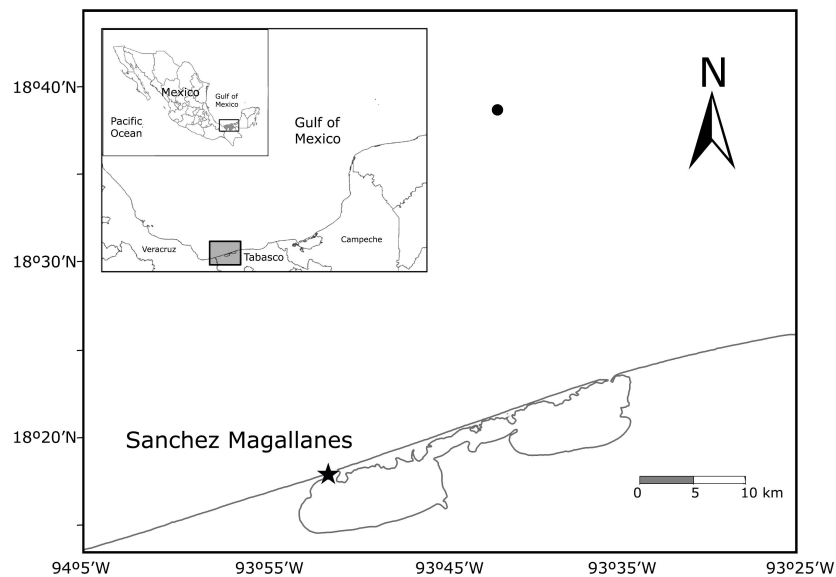 Mexico
Gulf of
Mexico
Pacific
Ocean
Gulf of
Mexico
Veracruz
Tabasco
Campeche
N
18º40’N
18º30’N
18º20’N
Sanchez Magallanes
0 5 10 km
94º5’W 93º55’W 93º45’W 93º35’W 93º25’W